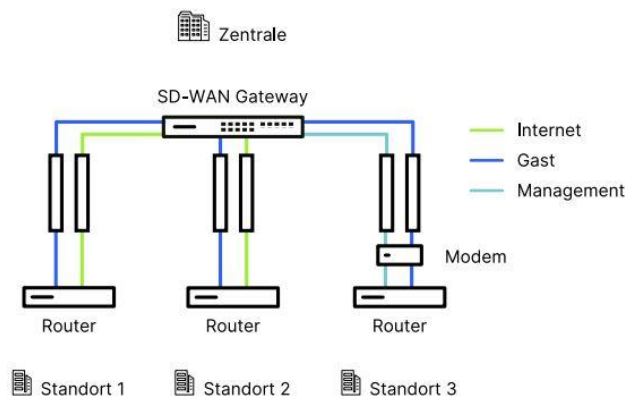 Zentrale
SD-WAN Gateway
Internet
Gast
Management
Modem
Router
Router
Router
Standort 1
Standort 2
Standort 3